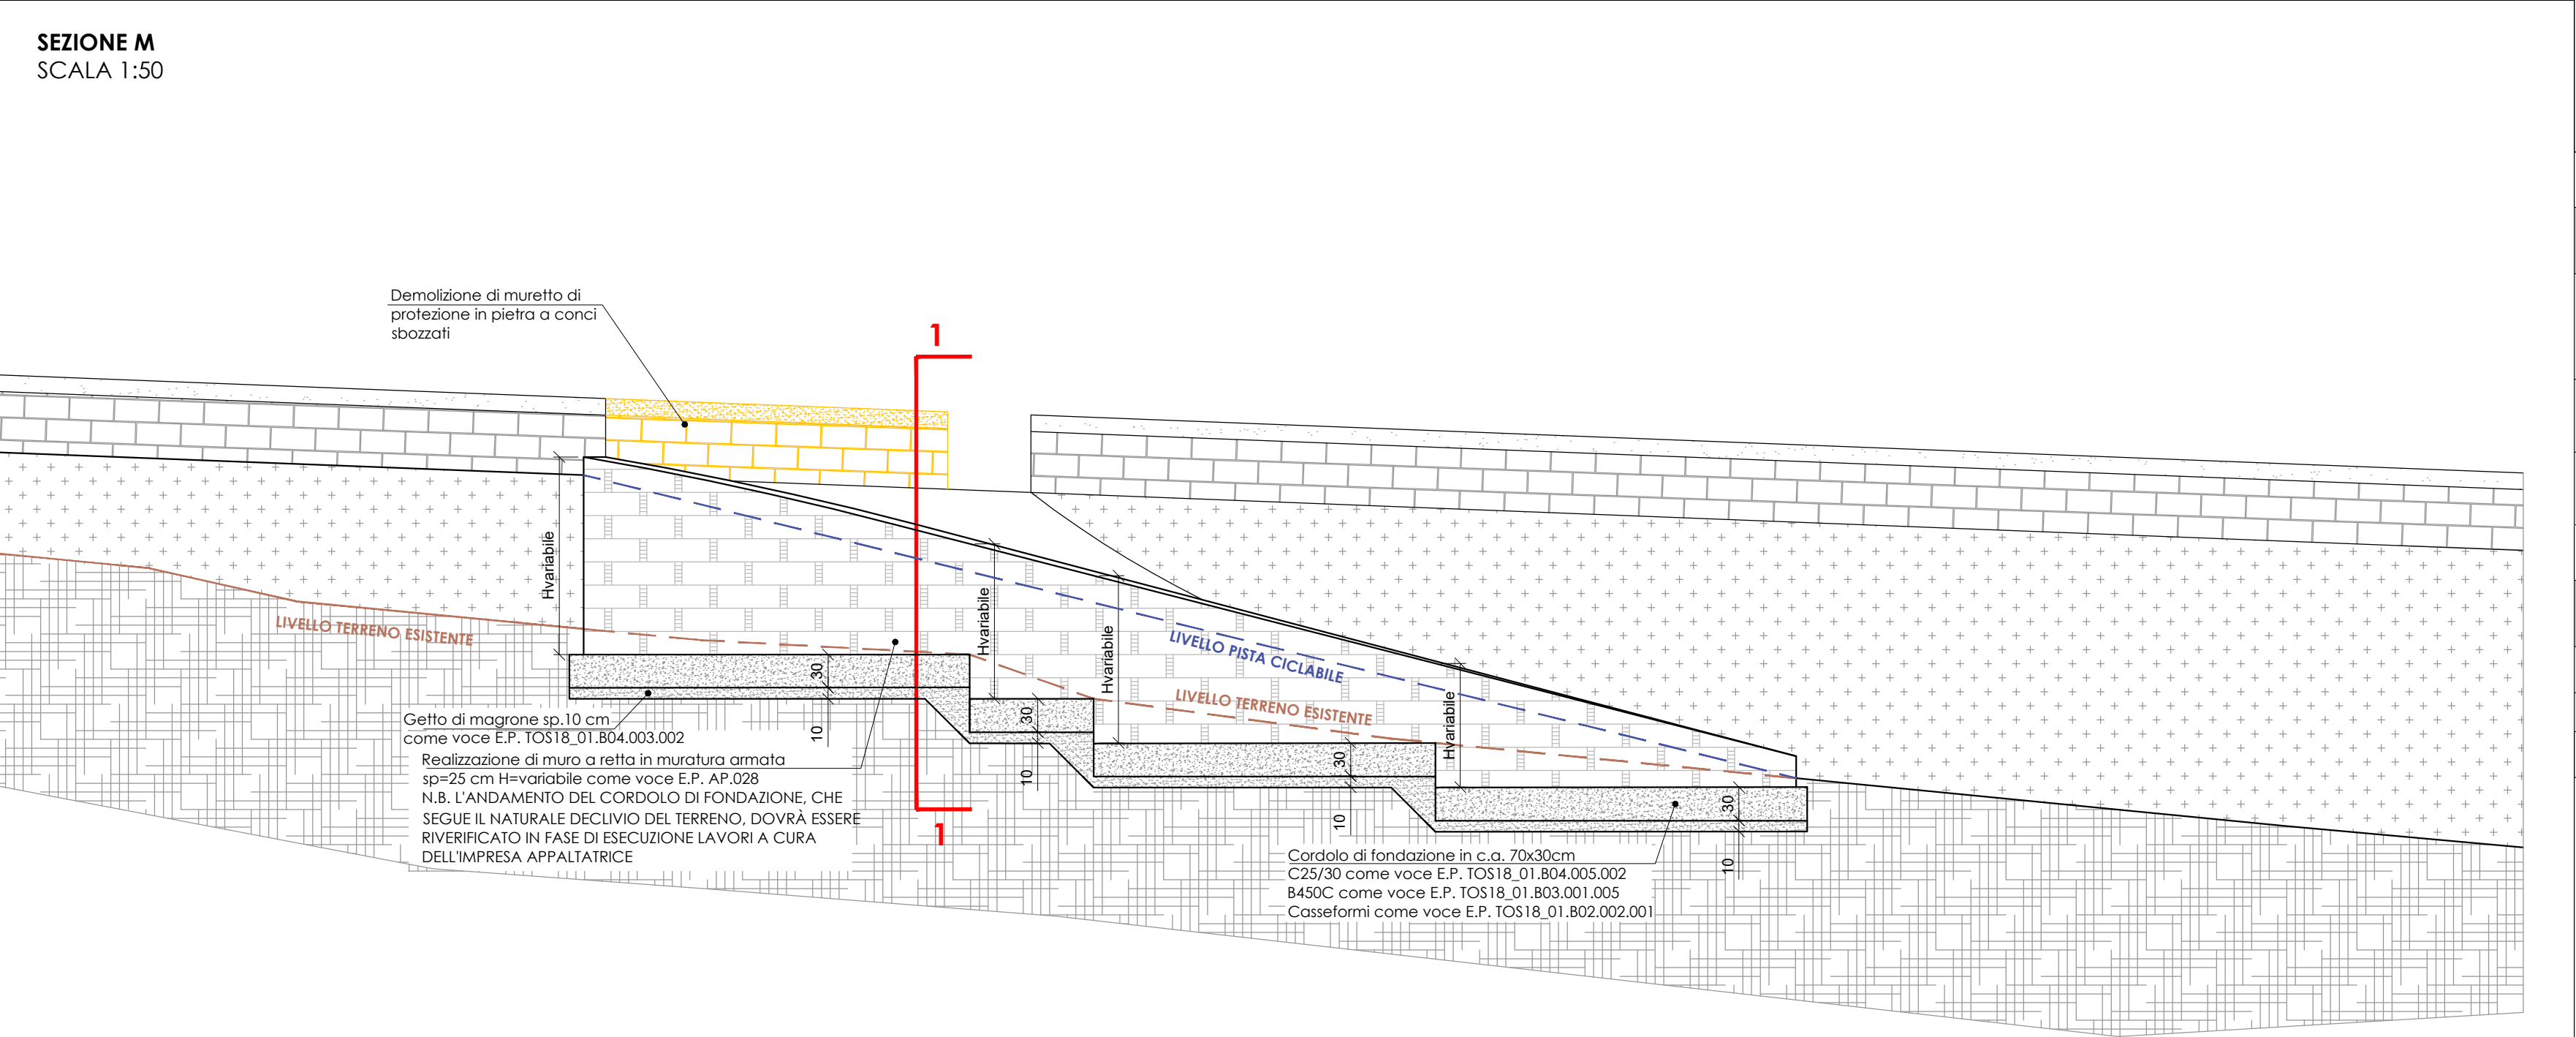 SEZIONE M
SCALA 1:50
Demolizione di muretto di
protezione in pietra a conci
sbozzati
1
Hvariabile
Hvariabile
Hvariabile
Hvariabile
LIVELLO TERRENO ESISTENTE
LIVELLO PISTA CICLABILE
LIVELLO TERRENO ESISTENTE
30
10
30
10
30
10
30
10
Getto di magrone sp.10 cm
come voce E.P. TOS18_01.B04.003.002
Realizzazione di muro a retta in muratura armata
sp=25 cm H=variabile come voce E.P. AP.028
N.B. L'ANDAMENTO DEL CORDOLO DI FONDAZIONE, CHE
SEGUE IL NATURALE DECLIVIO DEL TERRENO, DOVRÀ ESSERE
RIVERIFICATO IN FASE DI ESECUZIONE LAVORI A CURA
DELL'IMPRESA APPALTATRICE
1
Cordolo di fondazione in c.a. 70x30cm
C25/30 come voce E.P. TOS18_01.B04.005.002
B450C come voce E.P. TOS18_01.B03.001.005
Casseformi come voce E.P. TOS18_01.B02.002.001